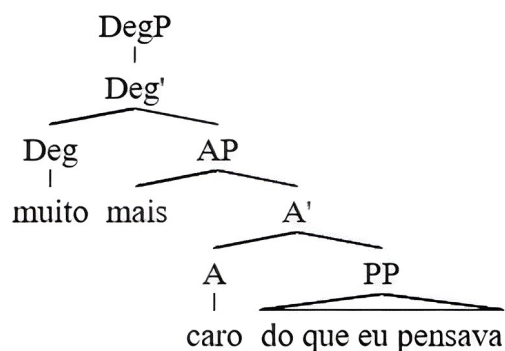 DegP
Deg'
Deg AP
muito mais A'
A PP
caro do que eu pensava